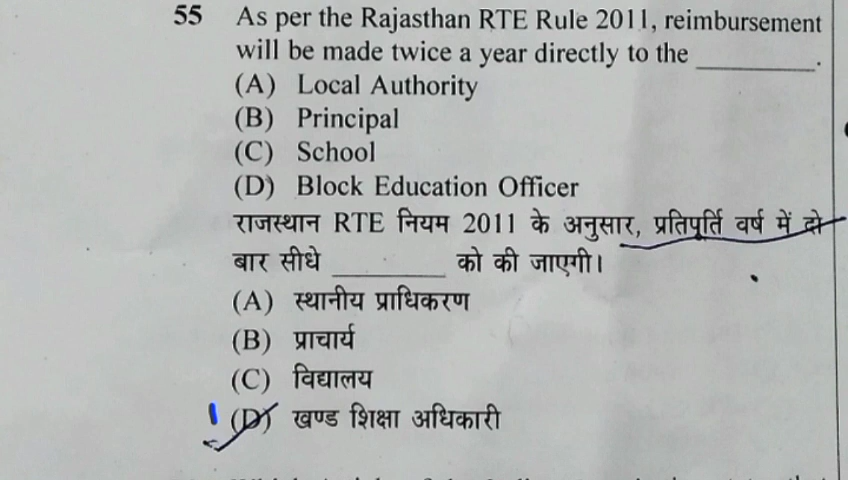 55 As per the Rajasthan RTE Rule 2011, reimbursement
will be made twice a year directly to the ________.
(A) Local Authority
(B) Principal
(C) School
(D) Block Education Officer
राजस्थान RTE नियम 2011 के अनुसार, प्रतिपूर्ति वर्ष में दो
बार सीधे ________ को की जाएगी।
(A) स्थानीय प्राधिकरण
(B) प्राचार्य
(C) विद्यालय
(D) खण्ड शिक्षा अधिकारी